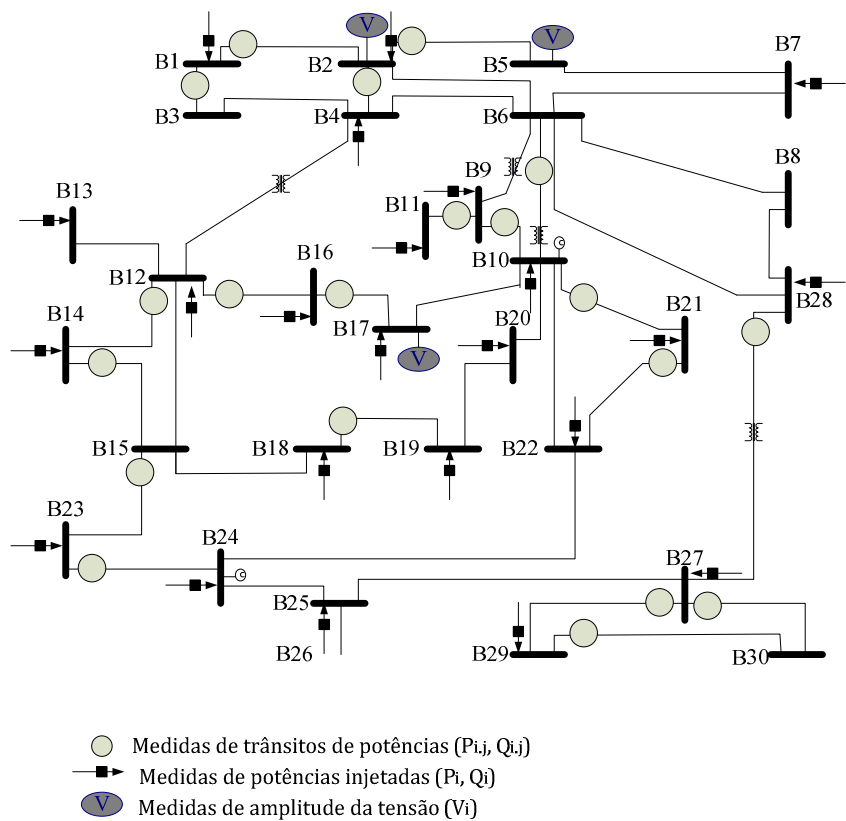 V
V
B7
B1
B2
B5
B3
B4
B6
B8
B9
B13
B11
B16
B10
B12
B28
B21
B20
B14
B17
V
B15
B18
B19
B22
B23
B24
B27
B25
B26
B29
B30
Medidas de trânsitos de potências (Pi.j, Qi.j)
Medidas de potências injetadas (Pi, Qi)
V Medidas de amplitude da tensão (Vi)